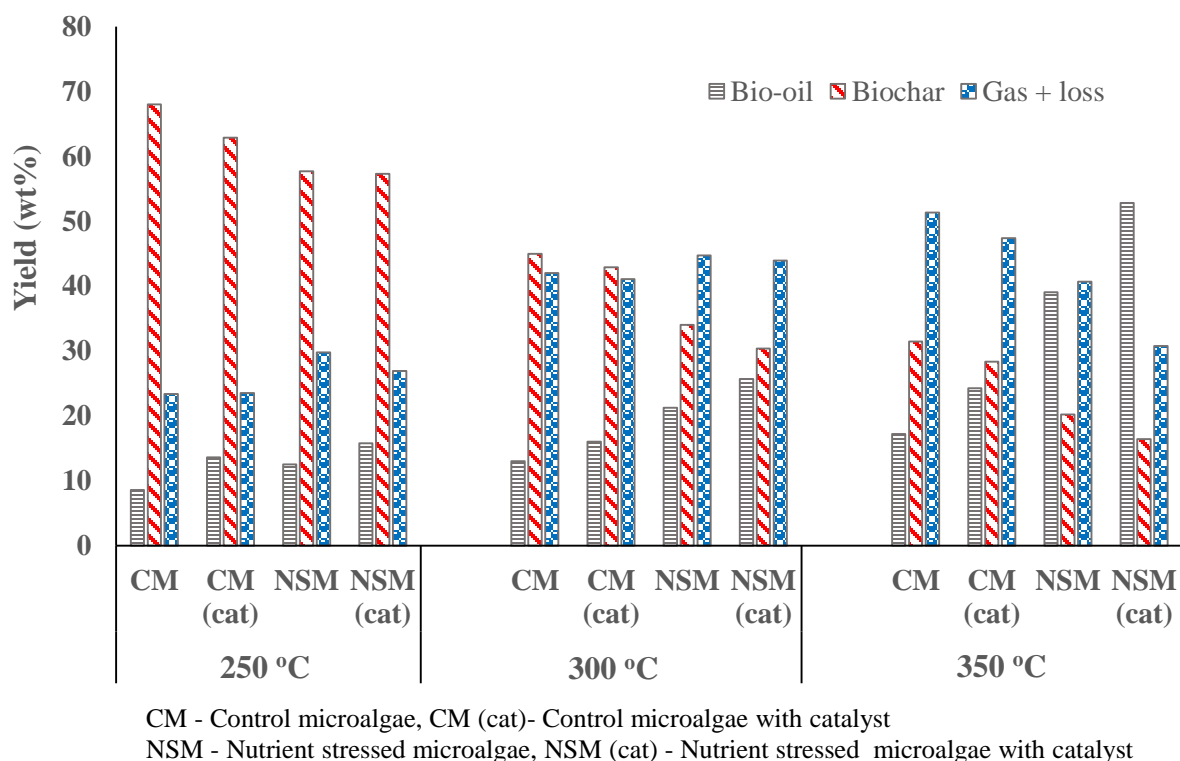 80
70
60
50
40
30
20
10
0
Yield (wt%)
Bio-oil Biochar Gas + loss
CM CM (cat) NSM NSM (cat) CM CM (cat) NSM NSM (cat) CM CM (cat) NSM NSM (cat)
250 °C 300 °C 350 °C
CM - Control microalgae, CM (cat)- Control microalgae with catalyst
NSM - Nutrient stressed microalgae, NSM (cat) - Nutrient stressed microalgae with catalyst